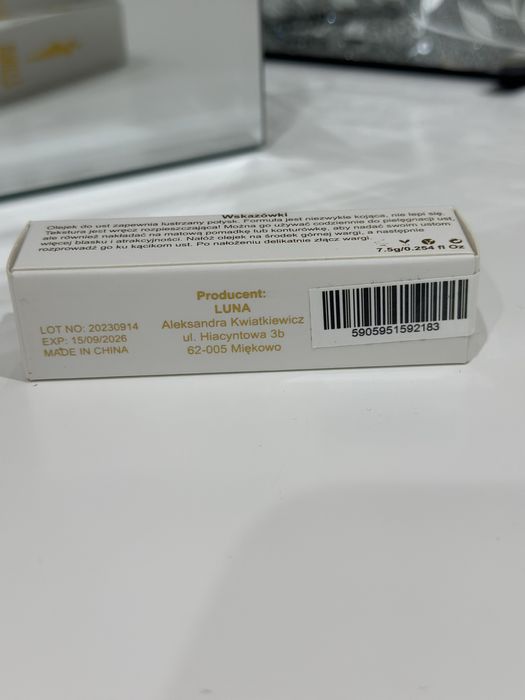 Wskazówki
Olejek do ust zapewnia lustrzany połysk. Formuła jest niezwykle kojąca, nie lepi się.
Tekstura jest wręcz rozpieszczająca! Można go używać codziennie do pielęgnacji ust,
ale również nakładać na matową pomadkę lub konturówkę, aby nadać swoim ustom
więcej blasku i atrakcyjności. Nałóż olejek na środek górnej wargi, a następnie
rozprowadź go ku kącikom ust. Po nałożeniu delikatnie złącz wargi.
7.5g/0.254 fl Oz
Producent:
LUNA
Aleksandra Kwiatkiewicz
ul. Hiacyntowa 3b
62-005 Miękowo
LOT NO: 20230914
EXP: 15/09/2026
MADE IN CHINA
5905951592183